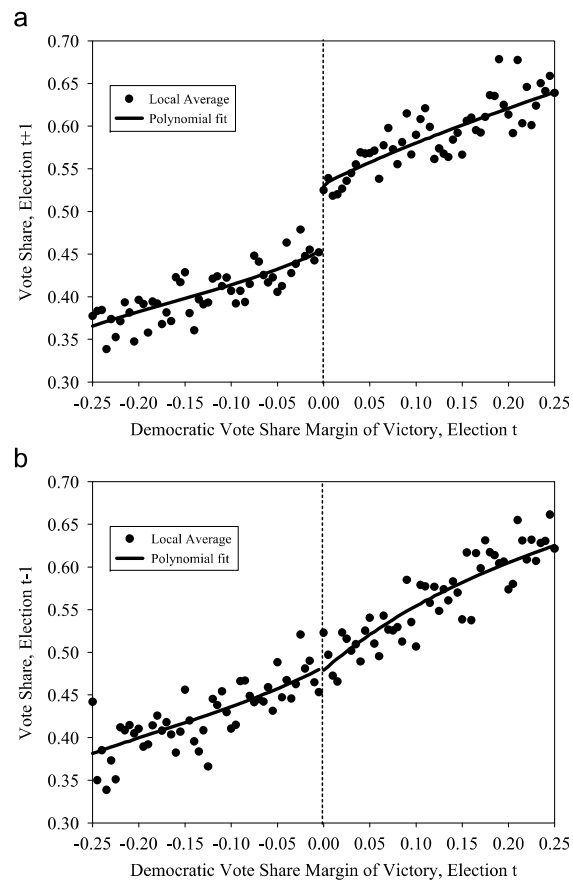 a
0.70
0.65
0.60
0.55
0.50
0.45
0.40
0.35
0.30
Vote Share, Election t+1
Local Average
Polynomial fit
-0.25 -0.20 -0.15 -0.10 -0.05 0.00 0.05 0.10 0.15 0.20 0.25
Democratic Vote Share Margin of Victory, Election t
b
0.70
0.65
0.60
0.55
0.50
0.45
0.40
0.35
0.30
Vote Share, Election t-1
Local Average
Polynomial fit
-0.25 -0.20 -0.15 -0.10 -0.05 0.00 0.05 0.10 0.15 0.20 0.25
Democratic Vote Share Margin of Victory, Election t